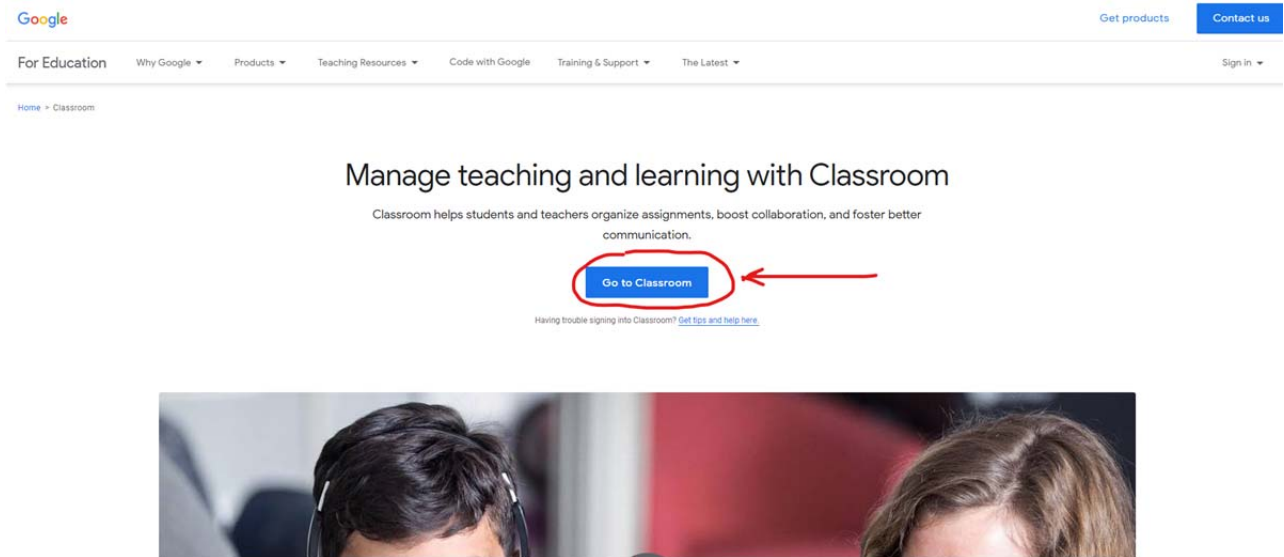 Google
Get products
Contact us
For Education
Why Google
Products
Teaching Resources
Code with Google
Training & Support
The Latest
Sign in
Home > Classroom
Manage teaching and learning with Classroom
Classroom helps students and teachers organize assignments, boost collaboration, and foster better
communication.
Go to Classroom
Having trouble signing into Classroom? Get tips and help here.